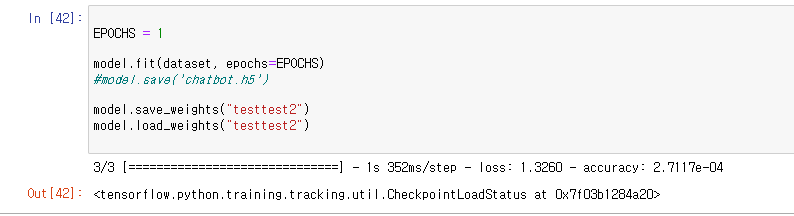 In [42]:
EPOCHS = 1
model.fit(dataset, epochs=EPOCHS)
#model.save('chatbot.h5')
model.save_weights("testtest2")
model.load_weights("testtest2")
3/3 [==============================] - 1s 352ms/step - loss: 1.3260 - accuracy: 2.7117e-04
Out[42]: <tensorflow.python.training.tracking.util.CheckpointLoadStatus at 0x7f03b1284a20>